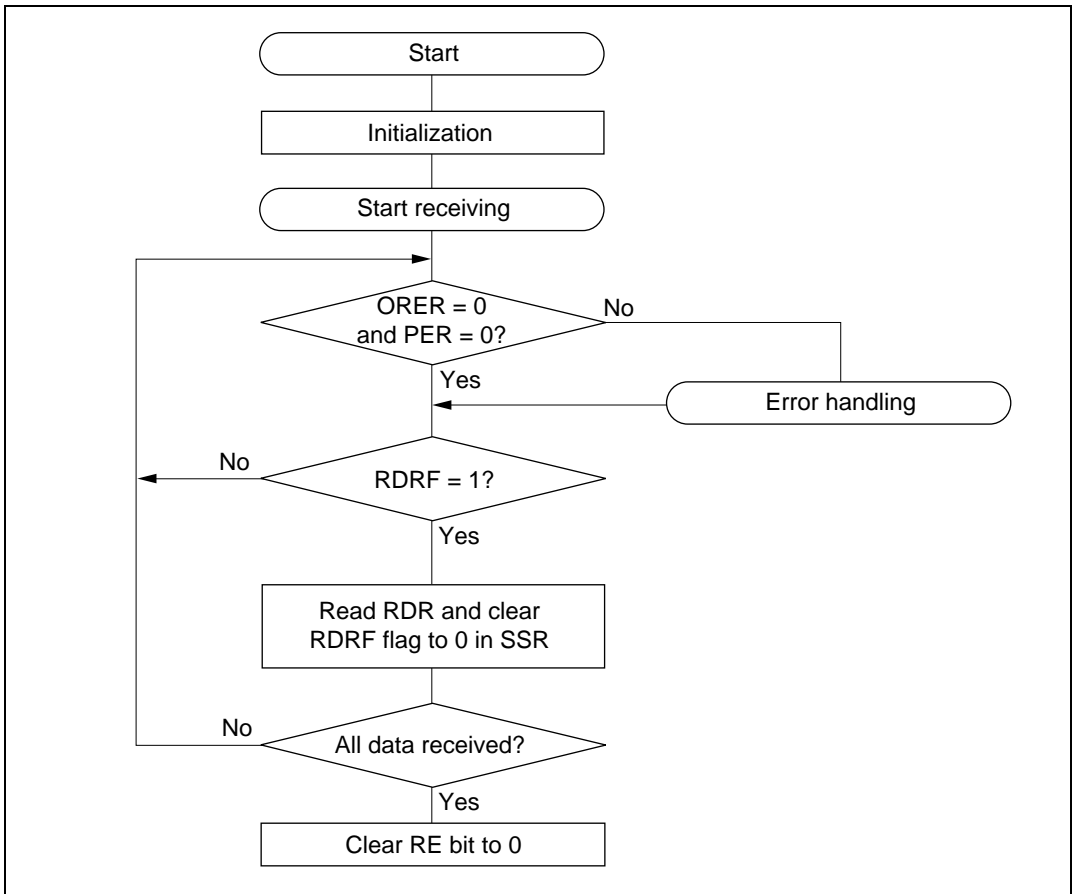 Start
Initialization
Start receiving
ORER = 0
and PER = 0?
No
Yes
Error handling
No
RDRF = 1?
Yes
Read RDR and clear
RDRF flag to 0 in SSR
No
All data received?
Yes
Clear RE bit to 0